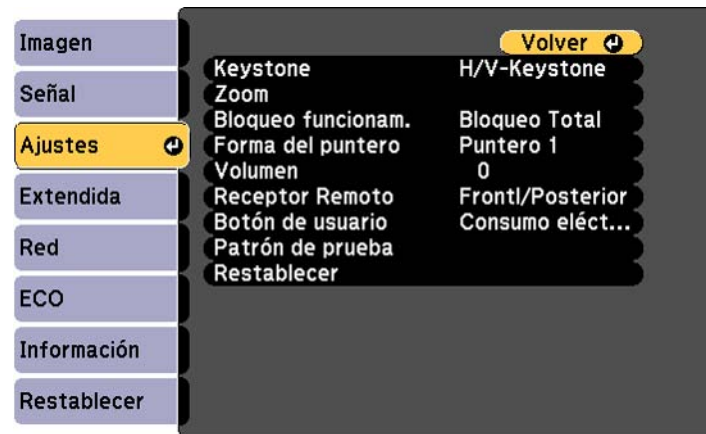 Imagen
Señal
Ajustes
Extendida
Red
ECO
Información
Restablecer
Volver
Keystone H/V-Keystone
Zoom
Bloqueo funcionam. Bloqueo Total
Forma del puntero Puntero 1
Volumen 0
Receptor Remoto Frontl/Posterior
Botón de usuario Consumo eléct...
Patrón de prueba
Restablecer